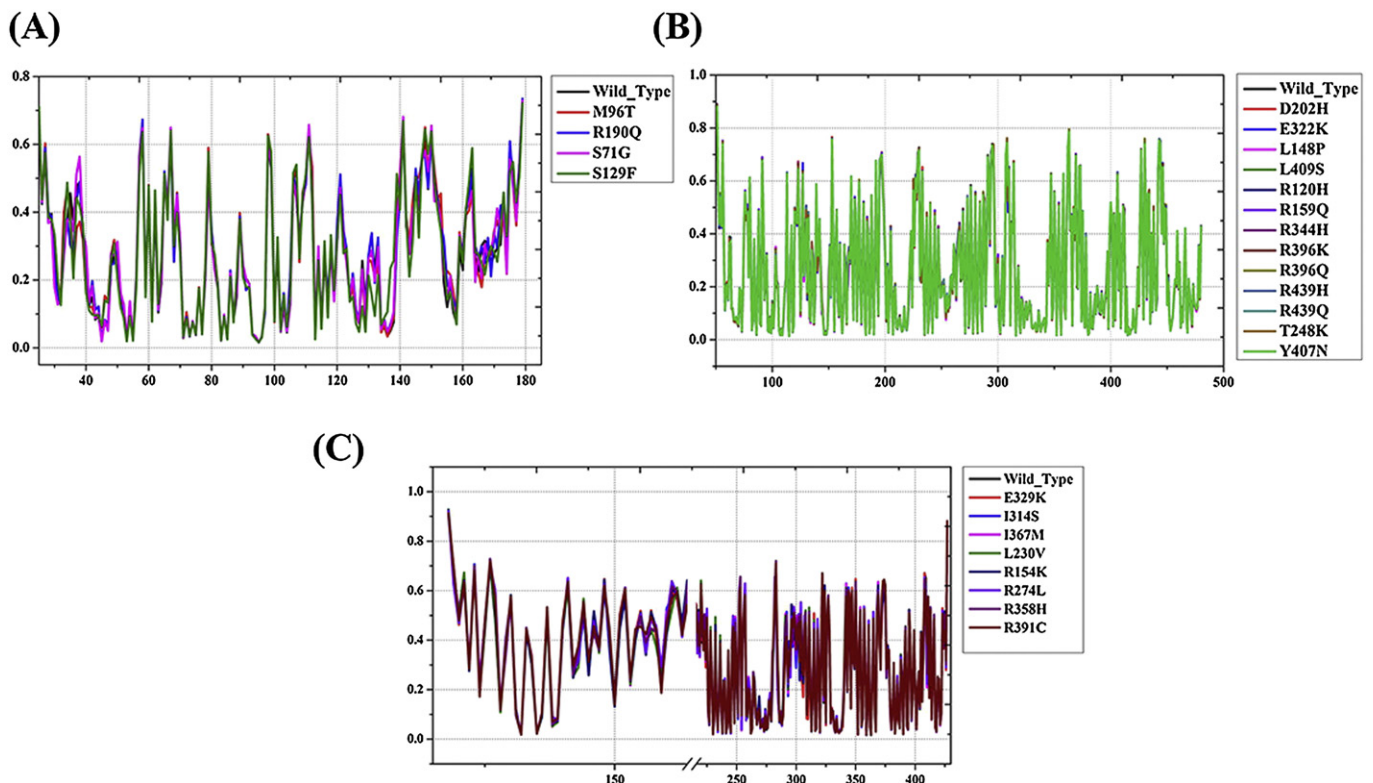 (A)
0.8
0.6
0.4
0.2
0.0
40 60 80 100 120 140 160 180
Wild_Type
M96T
R190Q
S71G
S129F
(B)
1.0
0.8
0.6
0.4
0.2
0.0
100 200 300 400 500
Wild_Type
D202H
E322K
L148P
L409S
R120H
R159Q
R344H
R396K
R396Q
R439H
R439Q
T248K
Y407N
(C)
1.0
0.8
0.6
0.4
0.2
0.0
150 250 300 350 400
Wild_Type
E329K
I314S
I367M
L230V
R154K
R274L
R358H
R391C